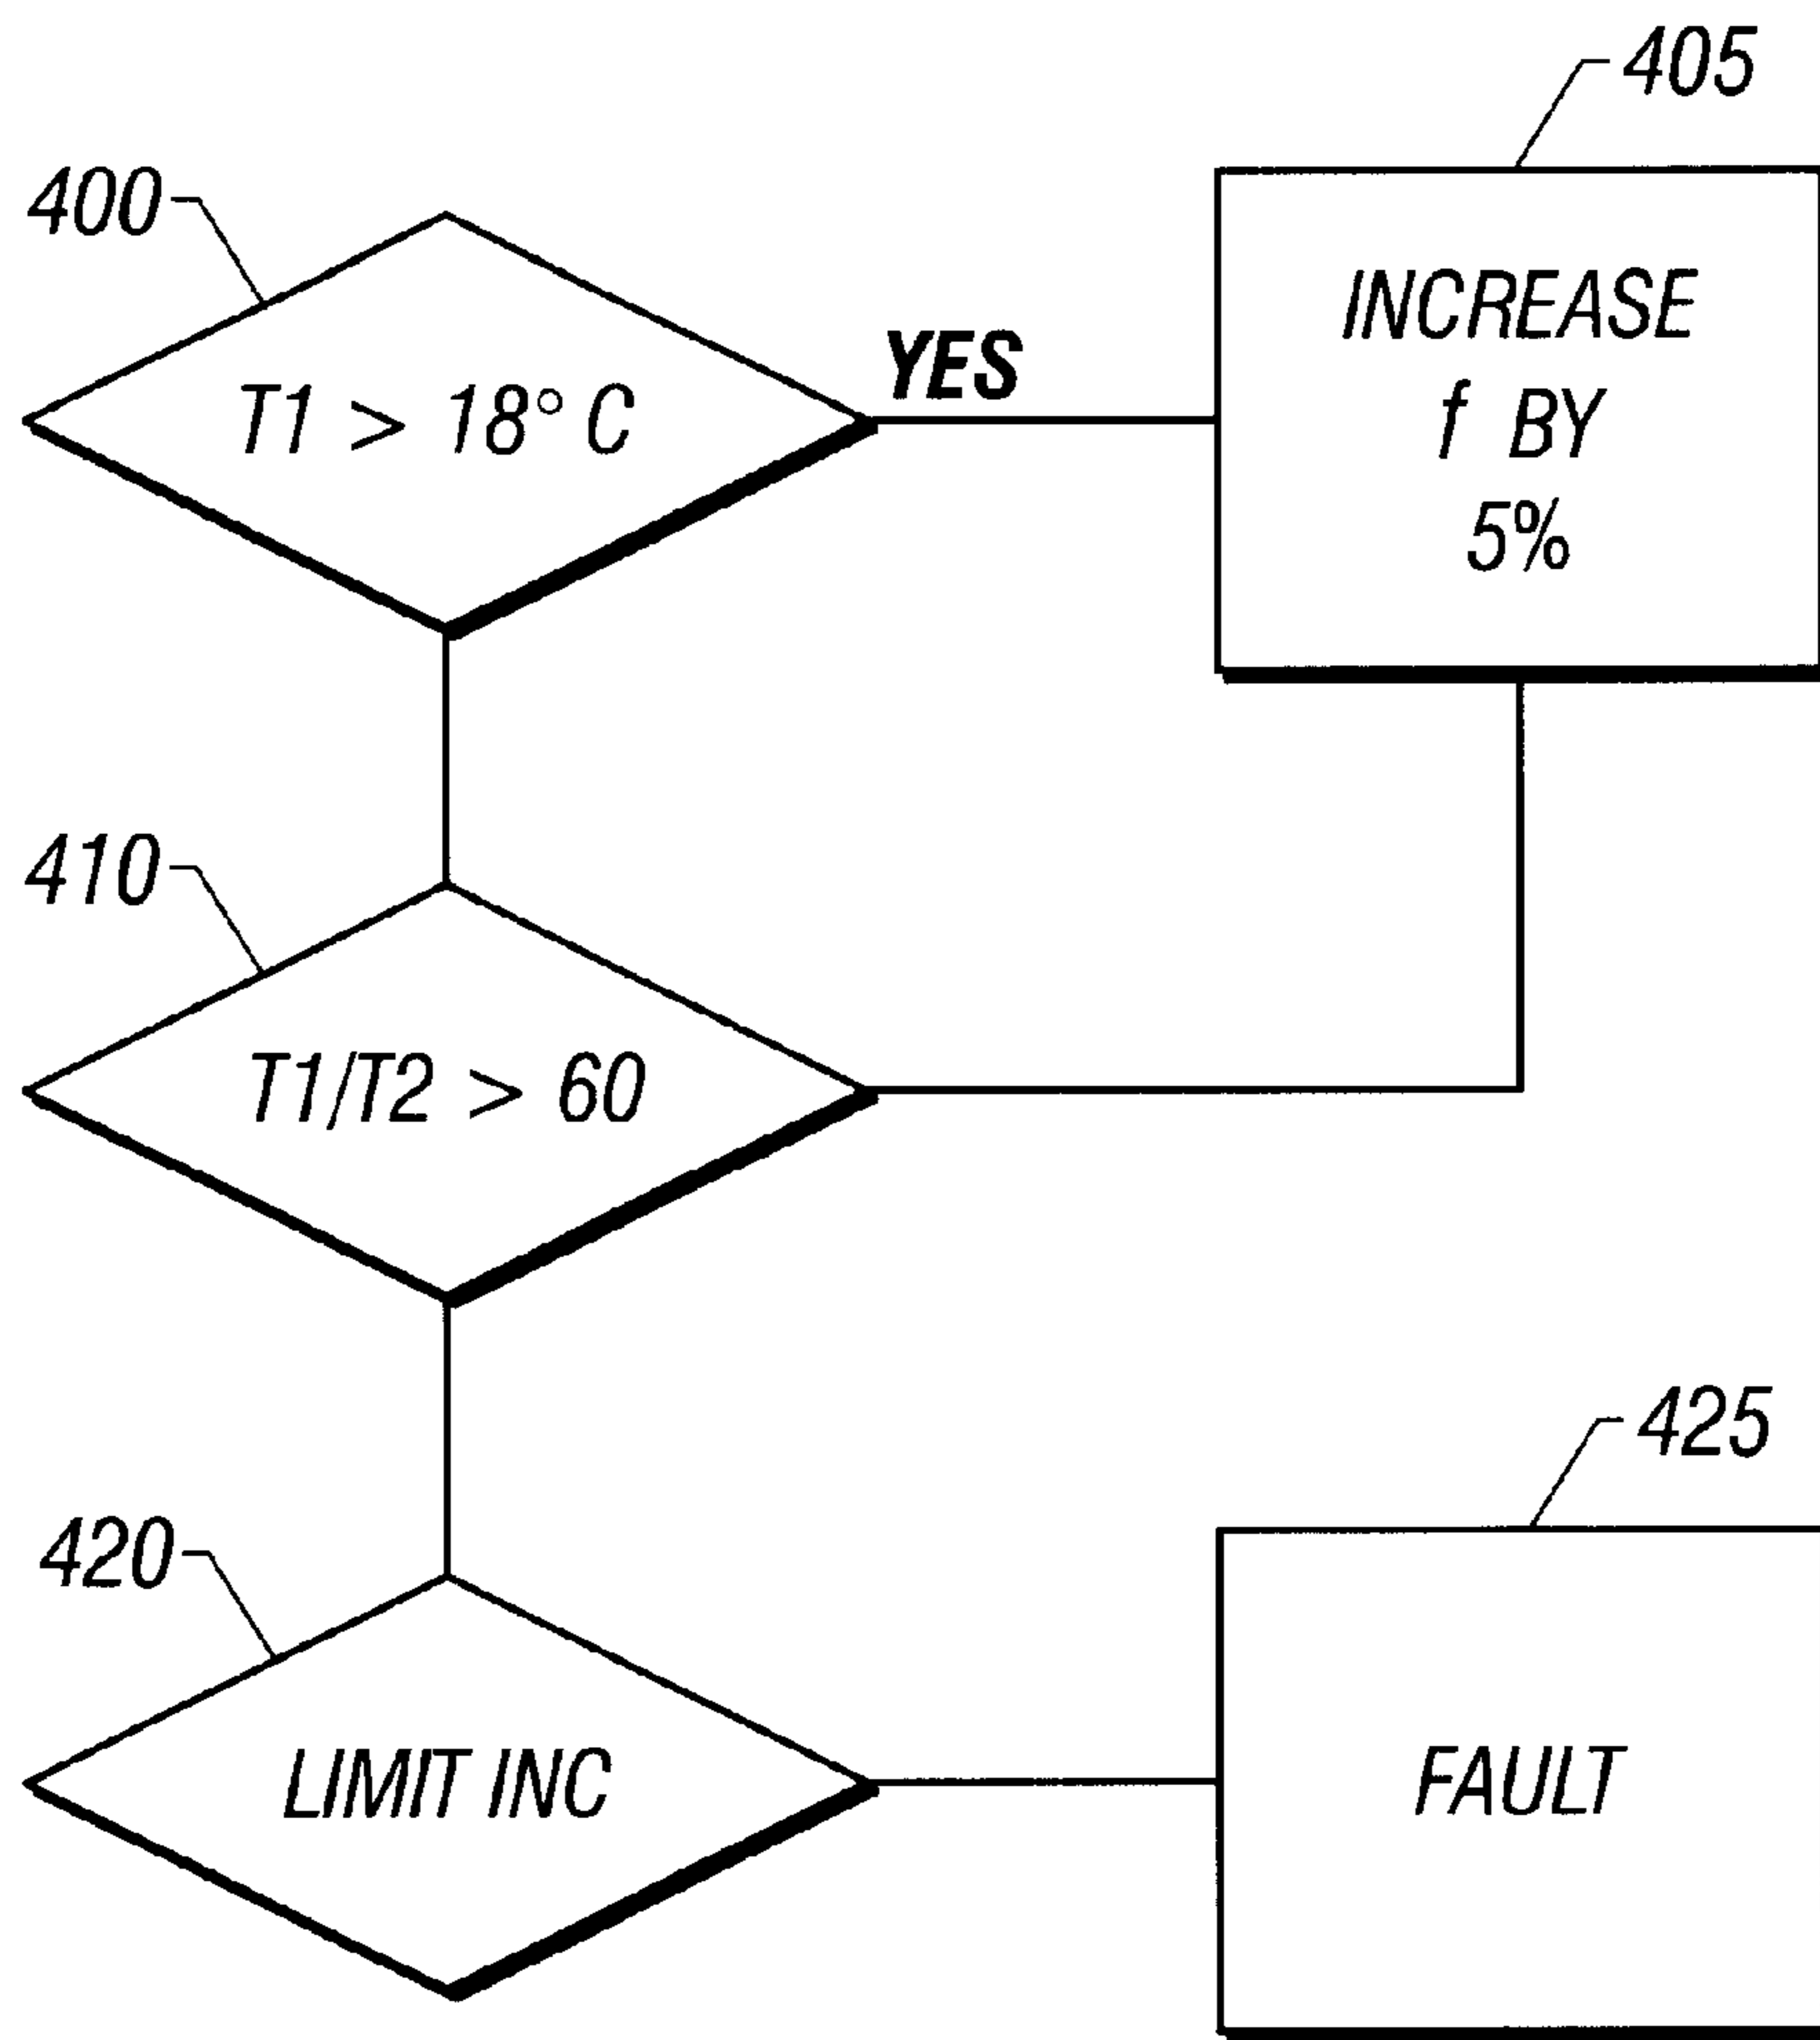 405
400
T1 > 18° C
YES
INCREASE
f BY
5%
410
T1/T2 > 60
425
420
LIMIT INC
FAULT